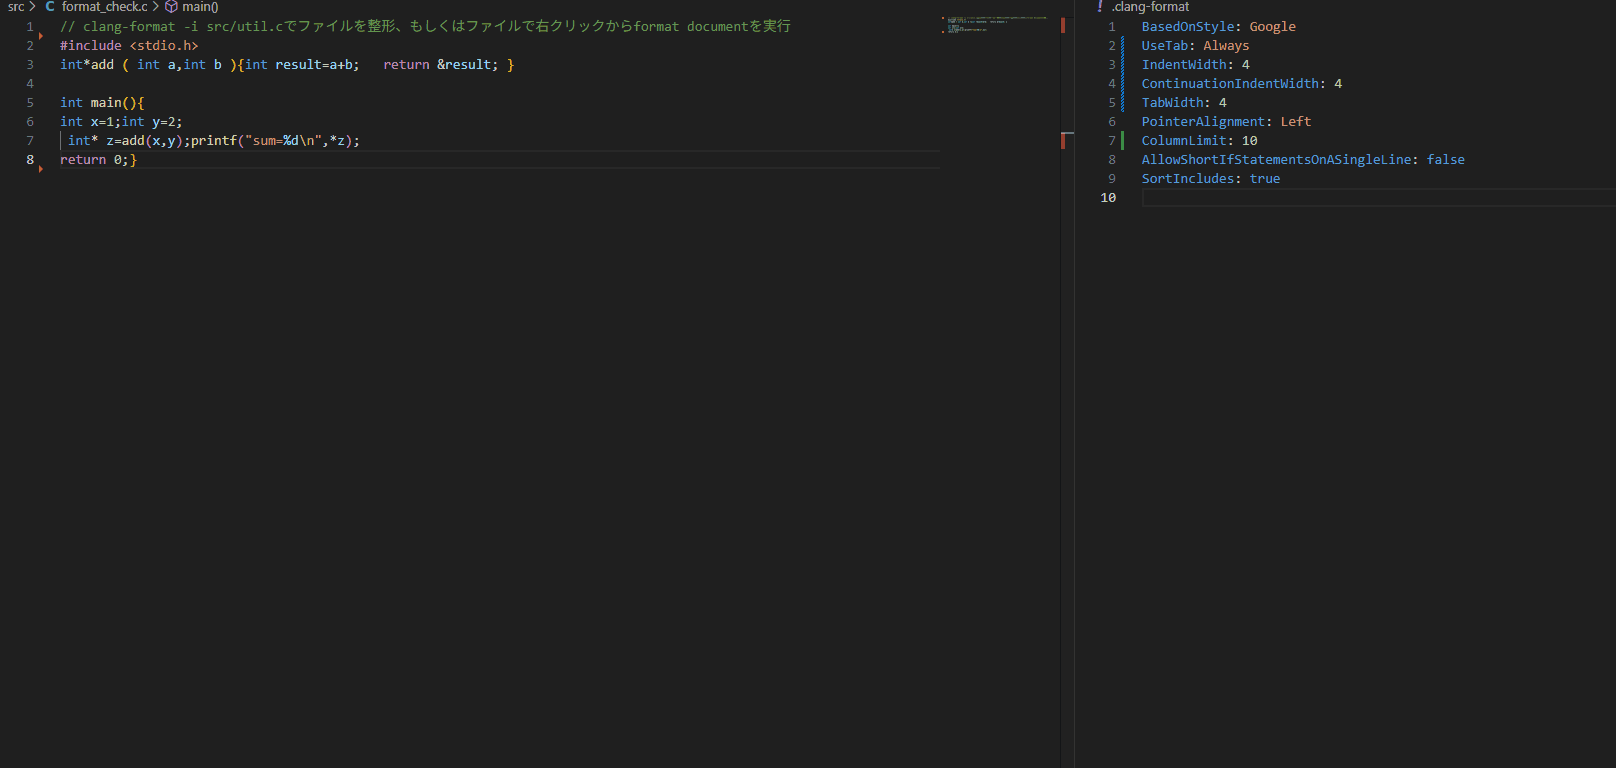 src > C format_check.c > main()
1 // clang-format -i src/util.cでファイルを整形、もしくはファイルで右クリックからformat documentを実行
2 #include <stdio.h>
3 int*add ( int a,int b ){int result=a+b;   return &result; }
4
5 int main(){
6 int x=1;int y=2;
7  int* z=add(x,y);printf("sum=%d\n",*z);
8 return 0;}
! .clang-format
1 BasedOnStyle: Google
2 UseTab: Always
3 IndentWidth: 4
4 ContinuationIndentWidth: 4
5 TabWidth: 4
6 PointerAlignment: Left
7 ColumnLimit: 10
8 AllowShortIfStatementsOnASingleLine: false
9 SortIncludes: true
10